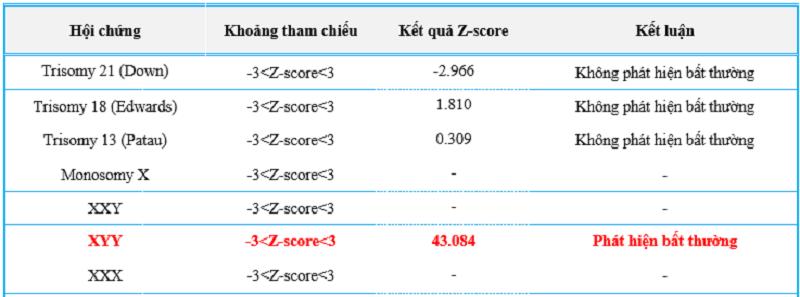 Hội chứng Khoảng tham chiếu Kết quả Z-score Kết luận
Trisomy 21 (Down) -3<Z-score<3 -2.966 Không phát hiện bất thường
Trisomy 18 (Edwards) -3<Z-score<3 1.810 Không phát hiện bất thường
Trisomy 13 (Patau) -3<Z-score<3 0.309 Không phát hiện bất thường
Monosomy X -3<Z-score<3 - -
XXY -3<Z-score<3 - -
XYY -3<Z-score<3 43.084 Phát hiện bất thường
XXX -3<Z-score<3 - -